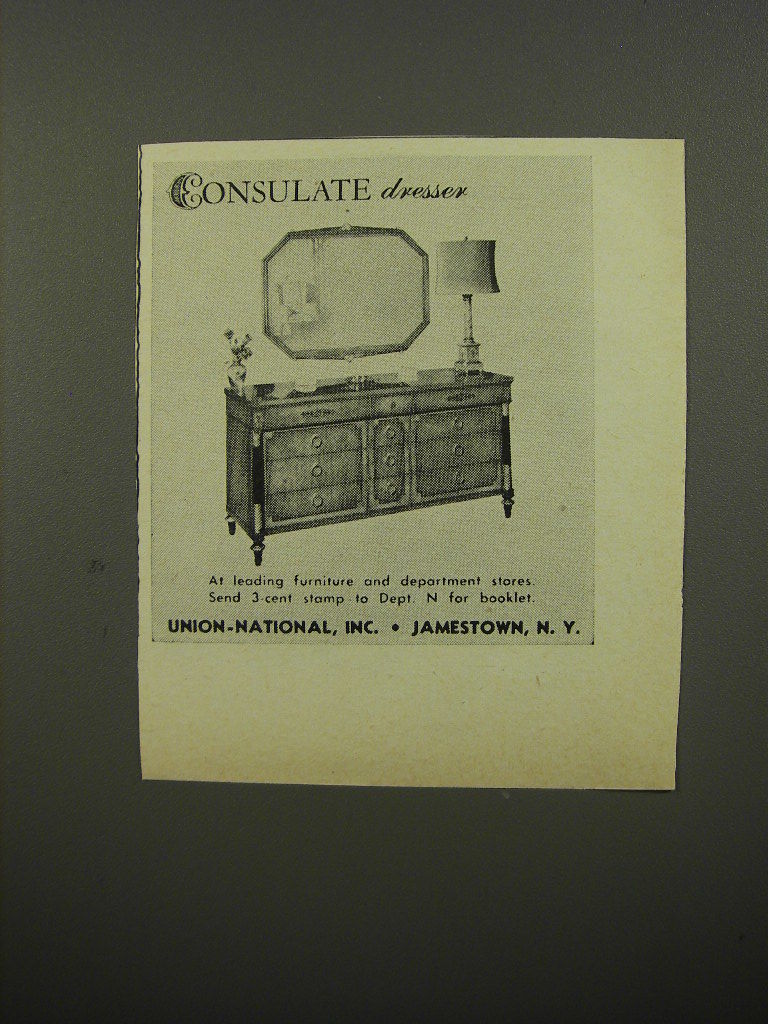 CONSULATE dresser
At leading furniture and department stores.
Send 3-cent stamp to Dept. N for booklet.
UNION-NATIONAL, INC. • JAMESTOWN, N. Y.